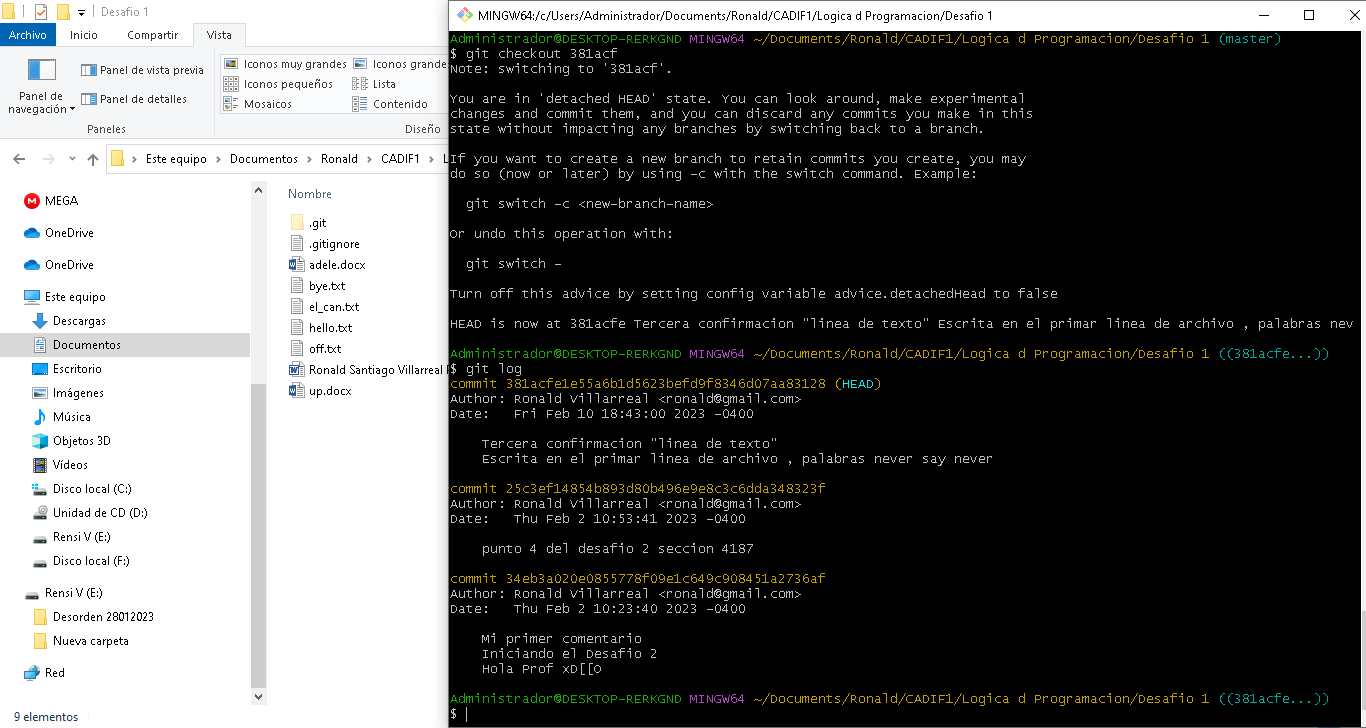 Desafio 1
Archivo
Inicio
Compartir
Vista
Panel de navegación
Panel de vista previa
Panel de detalles
Paneles
Iconos muy grandes
Iconos grande
Iconos pequeños
Lista
Mosaicos
Contenido
Diseño
Este equipo > Documentos > Ronald > CADIF1 > L
MEGA
OneDrive
OneDrive
Este equipo
Descargas
Documentos
Escritorio
Imágenes
Música
Objetos 3D
Vídeos
Disco local (C:)
Unidad de CD (D:)
Rensi V (E:)
Disco local (F:)
Rensi V (E:)
Desorden 28012023
Nueva carpeta
Red
9 elementos
Nombre
.git
.gitignore
adele.docx
bye.txt
el_can.txt
hello.txt
off.txt
Ronald Santiago Villarreal
up.docx
MINGW64:/c/Users/Administrador/Documents/Ronald/CADIF1/Logica d Programacion/Desafio 1
Administrador@DESKTOP-RERKGND MINGW64 ~/Documents/Ronald/CADIF1/Logica d Programacion/Desafio 1 (master)
$ git checkout 381acf
Note: switching to '381acf'.
You are in 'detached HEAD' state. You can look around, make experimental
changes and commit them, and you can discard any commits you make in this
state without impacting any branches by switching back to a branch.
If you want to create a new branch to retain commits you create, you may
do so (now or later) by using -c with the switch command. Example:
git switch -c <new-branch-name>
Or undo this operation with:
git switch -
Turn off this advice by setting config variable advice.detachedHead to false
HEAD is now at 381acfe Tercera confirmacion "linea de texto" Escrita en el primar linea de archivo , palabras nev
Administrador@DESKTOP-RERKGND MINGW64 ~/Documents/Ronald/CADIF1/Logica d Programacion/Desafio 1 ((381acfe...))
$ git log
commit 381acfe1e55a6b1d5623befd9f8346d07aa83128 (HEAD)
Author: Ronald Villarreal <ronald@gmail.com>
Date:   Fri Feb 10 18:43:00 2023 -0400
Tercera confirmacion "linea de texto"
Escrita en el primar linea de archivo , palabras never say never
commit 25c3ef14854b893d80b496e9e8c3c6dda348323f
Author: Ronald Villarreal <ronald@gmail.com>
Date:   Thu Feb 2 10:53:41 2023 -0400
punto 4 del desafio 2 seccion 4187
commit 34eb3a020e0855778f09e1c649c908451a2736af
Author: Ronald Villarreal <ronald@gmail.com>
Date:   Thu Feb 2 10:23:40 2023 -0400
Mi primer comentario
Iniciando el Desafio 2
Hola Prof xD[[O
Administrador@DESKTOP-RERKGND MINGW64 ~/Documents/Ronald/CADIF1/Logica d Programacion/Desafio 1 ((381acfe...))
$